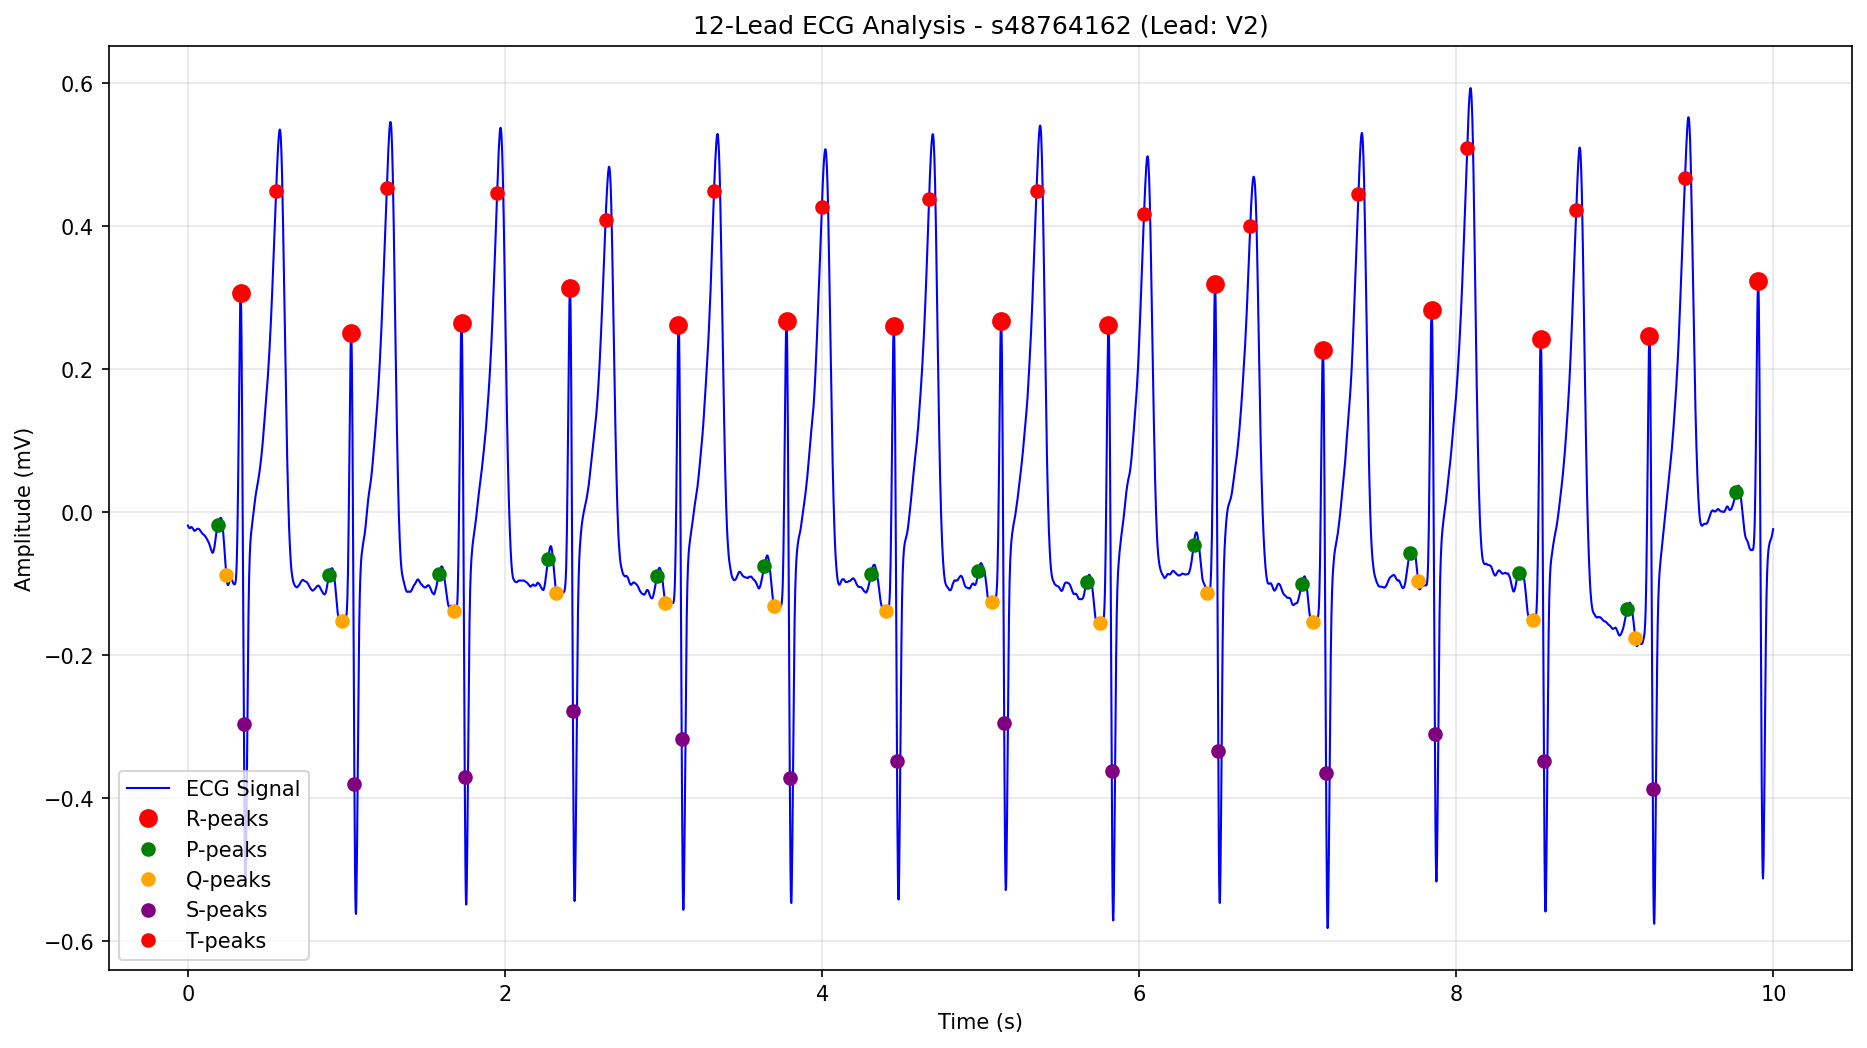 12-Lead ECG Analysis - s48764162 (Lead: V2)
Amplitude (mV)
0.6
0.4
0.2
0.0
−0.2
−0.4
−0.6
ECG Signal
R-peaks
P-peaks
Q-peaks
S-peaks
T-peaks
0 2 4 6 8 10
Time (s)